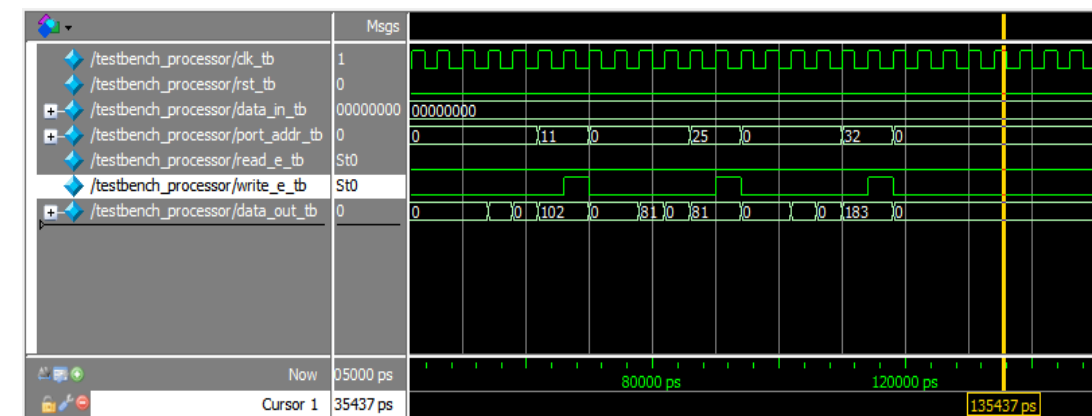 Msgs
/testbench_processor/clk_tb 1
/testbench_processor/rst_tb 0
/testbench_processor/data_in_tb 00000000 00000000
/testbench_processor/port_addr_tb 0 0 11 0 25 0 32 0
/testbench_processor/read_e_tb St0
/testbench_processor/write_e_tb St0
/testbench_processor/data_out_tb 0 0 0 102 0 81 0 81 0 0 183 0
Now 05000 ps 80000 ps 120000 ps
Cursor 1 35437 ps 135437 ps